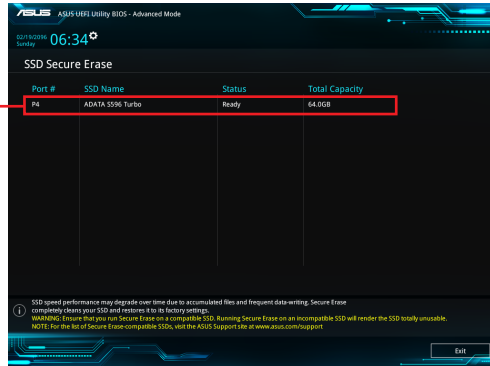 ASUS ASUS UEFI Utility BIOS - Advanced Mode
02/19/2096
Sunday
06:34
SSD Secure Erase
Port # SSD Name Status Total Capacity
P4 ADATA S596 Turbo Ready 64.0GB
SSD speed performance may degrade over time due to accumulated files and frequent data-writing. Secure Erase
completely cleans your SSD and restores it to its factory settings.
WARNING: Ensure that you run Secure Erase on a compatible SSD. Running Secure Erase on an incompatible SSD will render the SSD totally unusable.
NOTE: For the list of Secure Erase-compatible SSDs, visit the ASUS Support site at www.asus.com/support
Exit